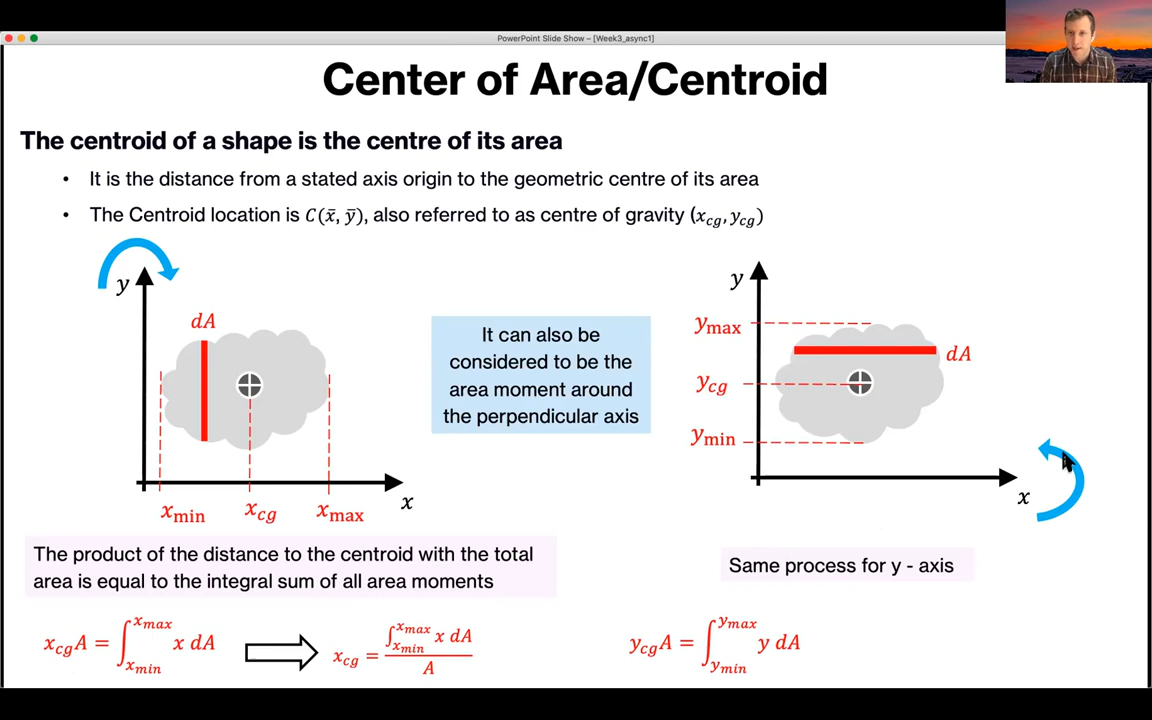 PowerPoint Slide Show – [Week3_async1]
Center of Area/Centroid
The centroid of a shape is the centre of its area
• It is the distance from a stated axis origin to the geometric centre of its area
• The Centroid location is C(x̄, ȳ), also referred to as centre of gravity (x_cg, y_cg)
y
dA
x_min
x_cg
x_max
x
It can also be
considered to be the
area moment around
the perpendicular axis
y
y_max
dA
y_cg
y_min
x
The product of the distance to the centroid with the total
area is equal to the integral sum of all area moments
Same process for y - axis
x_cg A = ∫_{x_min}^{x_max} x dA
x_cg = ∫_{x_min}^{x_max} x dA / A
y_cg A = ∫_{y_min}^{y_max} y dA